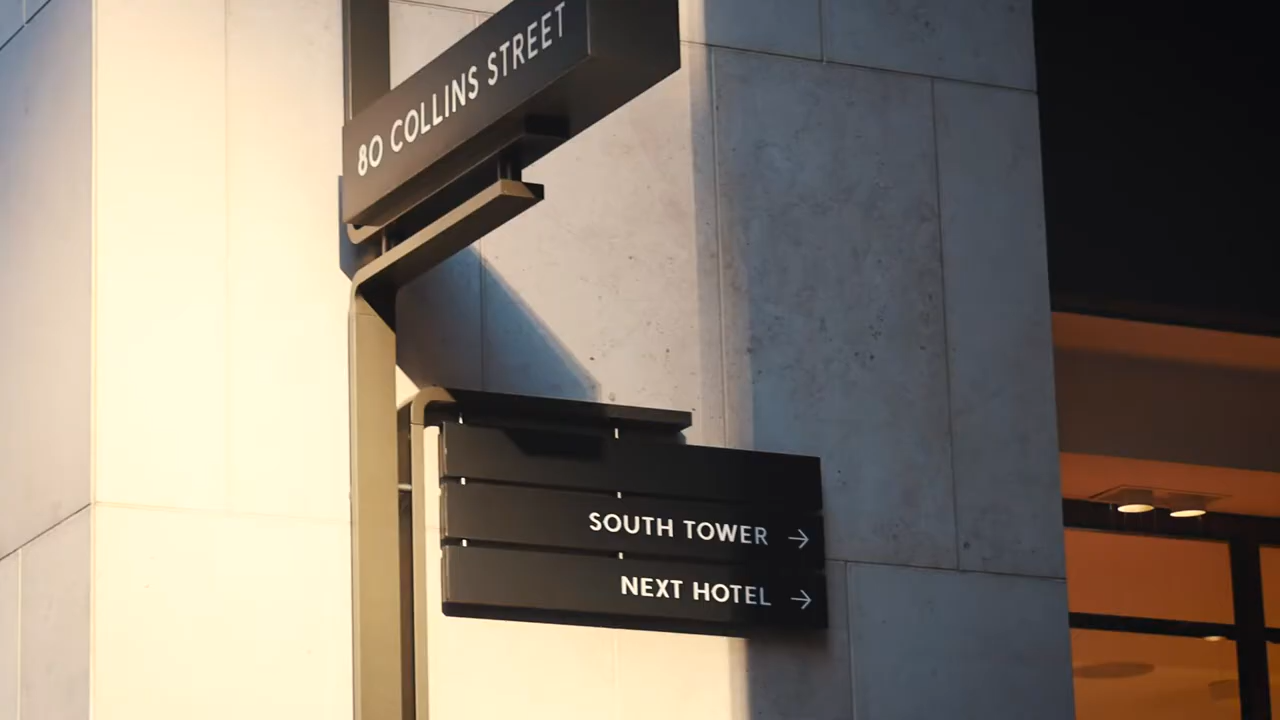 80 COLLINS STREET
SOUTH TOWER →
NEXT HOTEL →